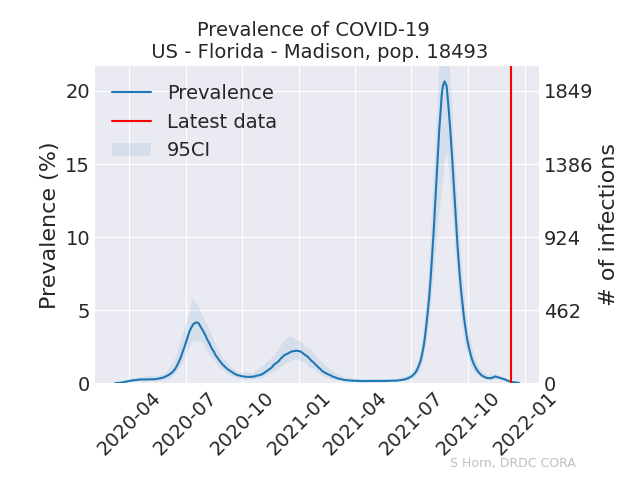 Prevalence of COVID-19
US - Florida - Madison, pop. 18493
Prevalence
Latest data
95CI
Prevalence (%)
20
15
10
5
0
1849
1386
924
462
0
# of infections
2020-04
2020-07
2020-10
2021-01
2021-04
2021-07
2021-10
2022-01
S Horn, DRDC CORA